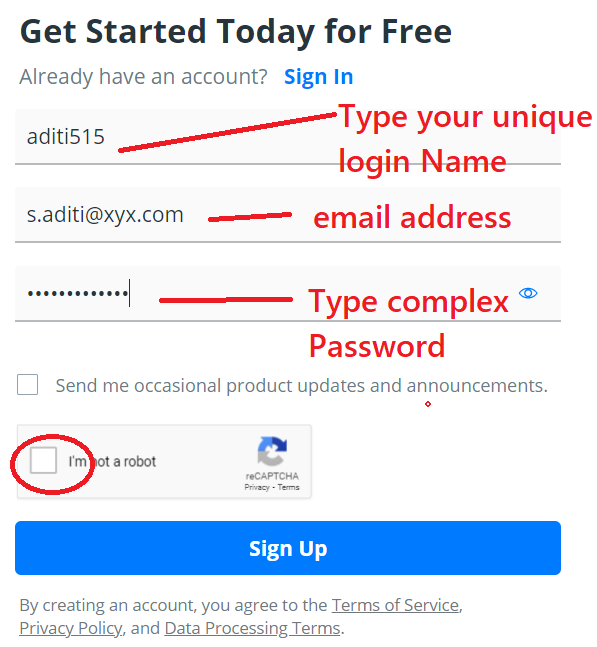 Get Started Today for Free
Already have an account? Sign In
aditi515
Type your unique
login Name
s.aditi@xyx.com
email address
•••••••••••••
Type complex
Password
Send me occasional product updates and announcements.
I'm not a robot
reCAPTCHA
Privacy - Terms
Sign Up
By creating an account, you agree to the Terms of Service,
Privacy Policy, and Data Processing Terms.